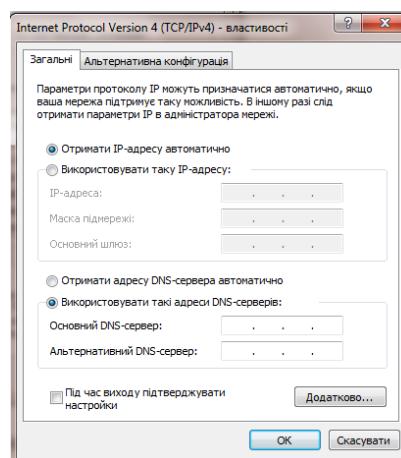 Internet Protocol Version 4 (TCP/IPv4) - властивості
Загальні Альтернативна конфігурація
Параметри протоколу IP можуть призначатися автоматично, якщо
ваша мережа підтримує таку можливість. В іншому разі слід
отримати параметри IP в адміністратора мережі.
Отримати IP-адресу автоматично
Використовувати таку IP-адресу:
IP-адреса:
Маска підмережі:
Основний шлюз:
Отримати адресу DNS-сервера автоматично
Використовувати такі адреси DNS-серверів:
Основний DNS-сервер:
Альтернативний DNS-сервер:
Під час виходу підтверджувати
настройки
Додатково...
OK Скасувати